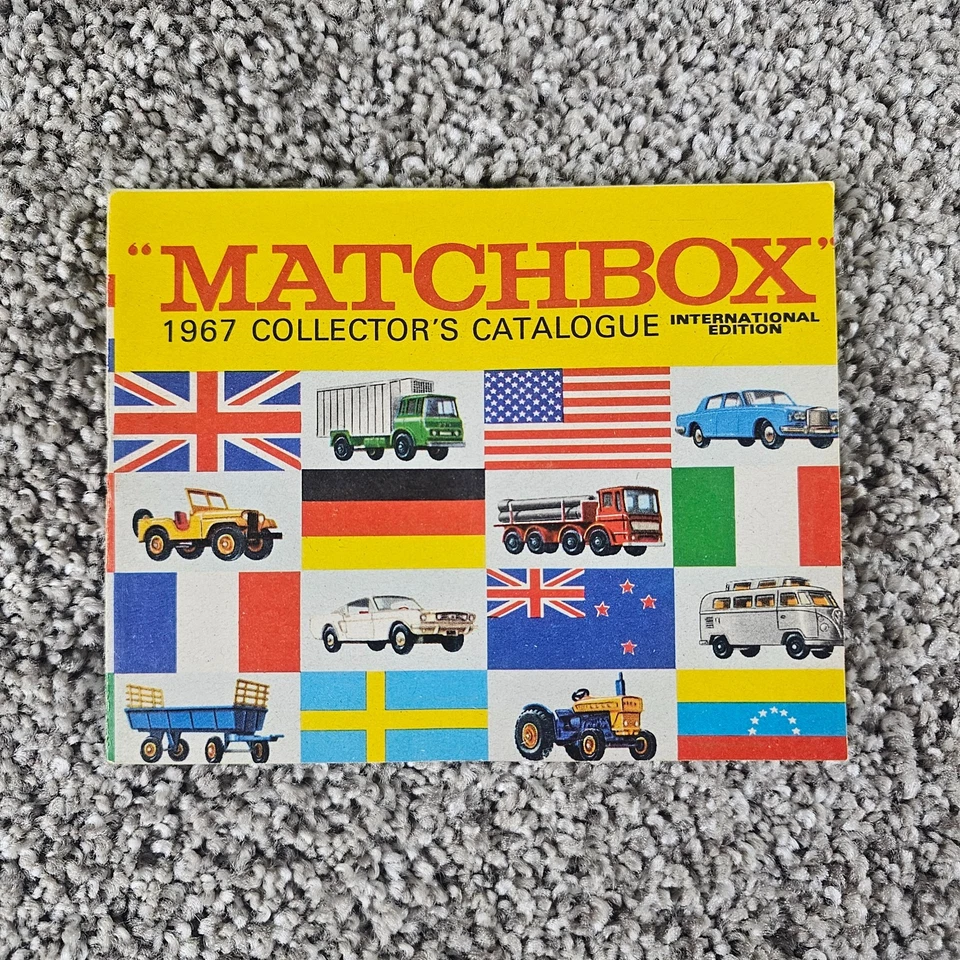 “MATCHBOX”
1967 COLLECTOR'S CATALOGUE INTERNATIONAL
EDITION